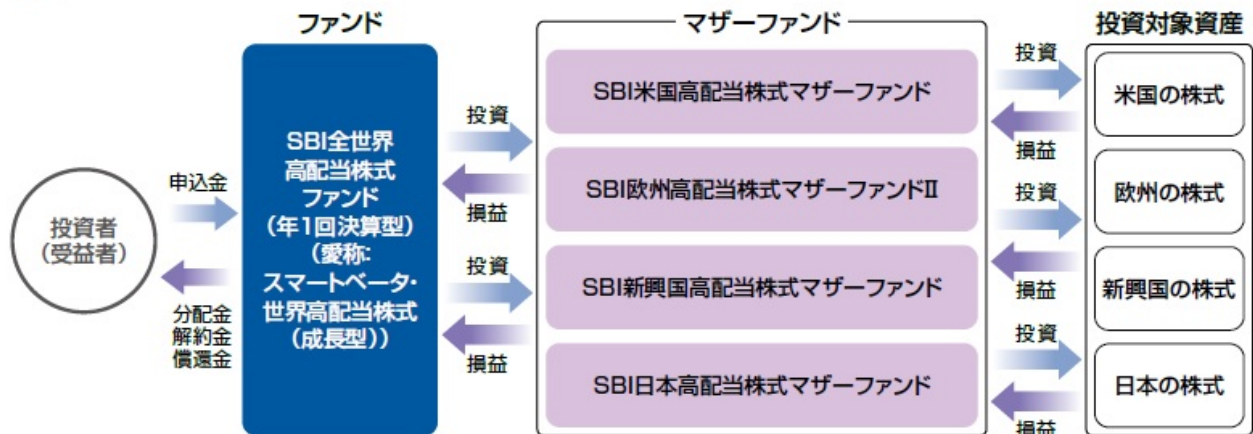 ファンド
マザーファンド
投資対象資産
投資者
(受益者)
申込金
分配金
解約金
償還金
SBI全世界
高配当株式
ファンド
(年1回決算型)
(愛称:
スマートベータ・
世界高配当株式
(成長型))
投資
損益
投資
損益
SBI米国高配当株式マザーファンド
SBI欧州高配当株式マザーファンドⅡ
SBI新興国高配当株式マザーファンド
SBI日本高配当株式マザーファンド
投資
損益
投資
損益
投資
損益
米国の株式
欧州の株式
新興国の株式
日本の株式